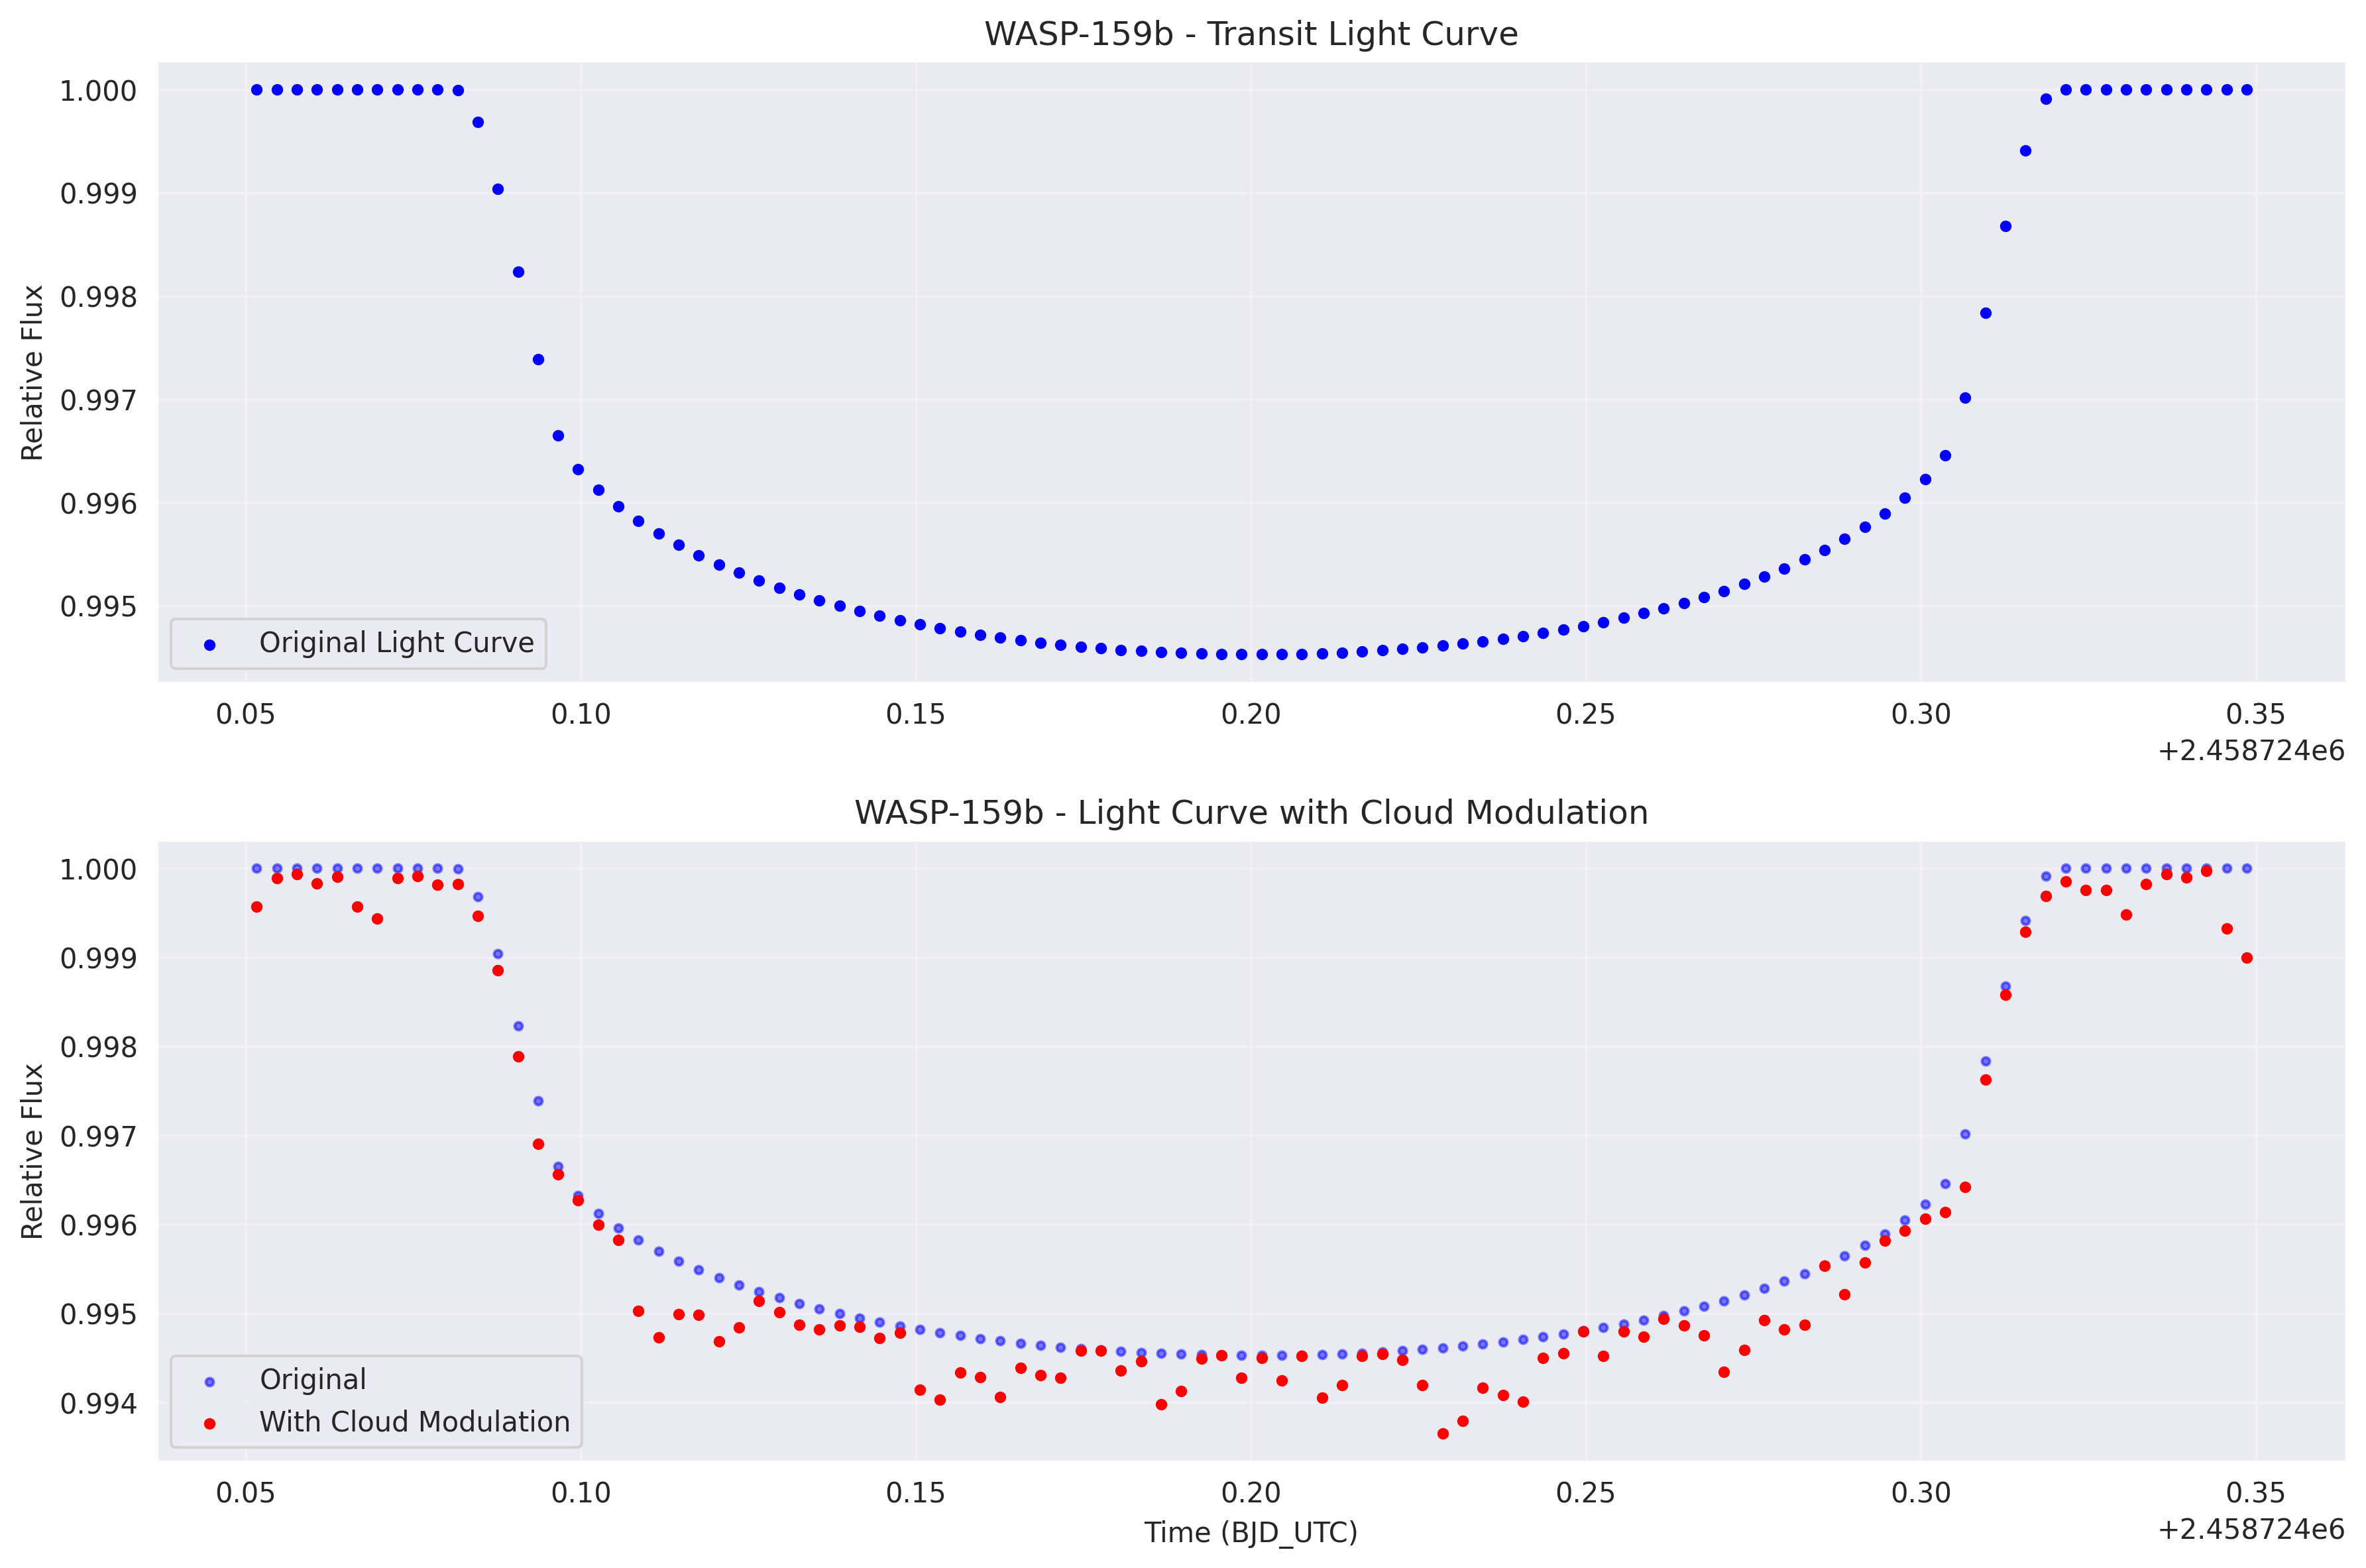 WASP-159b - Transit Light Curve
Relative Flux
1.000
0.999
0.998
0.997
0.996
0.995
Original Light Curve
0.05 0.10 0.15 0.20 0.25 0.30 0.35
+2.458724e6
WASP-159b - Light Curve with Cloud Modulation
Relative Flux
1.000
0.999
0.998
0.997
0.996
0.995
0.994
Original
With Cloud Modulation
0.05 0.10 0.15 0.20 0.25 0.30 0.35
Time (BJD_UTC)
+2.458724e6